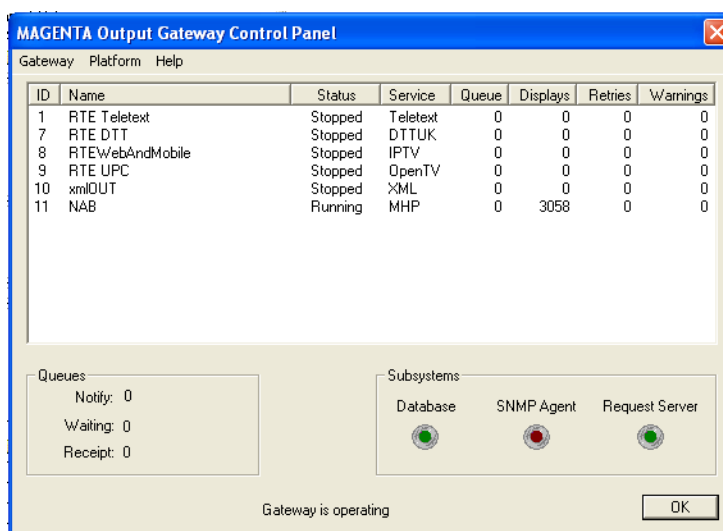 MAGENTA Output Gateway Control Panel
Gateway Platform Help
ID Name Status Service Queue Displays Retries Warnings
1 RTE Teletext Stopped Teletext 0 0 0 0
7 RTE DTT Stopped DTTUK 0 0 0 0
8 RTEWebAndMobile Stopped IPTV 0 0 0 0
9 RTE UPC Stopped OpenTV 0 0 0 0
10 xmlOUT Stopped XML 0 0 0 0
11 NAB Running MHP 0 3058 0 0
Queues
Notify: 0
Waiting: 0
Receipt: 0
Subsystems
Database SNMP Agent Request Server
Gateway is operating
OK